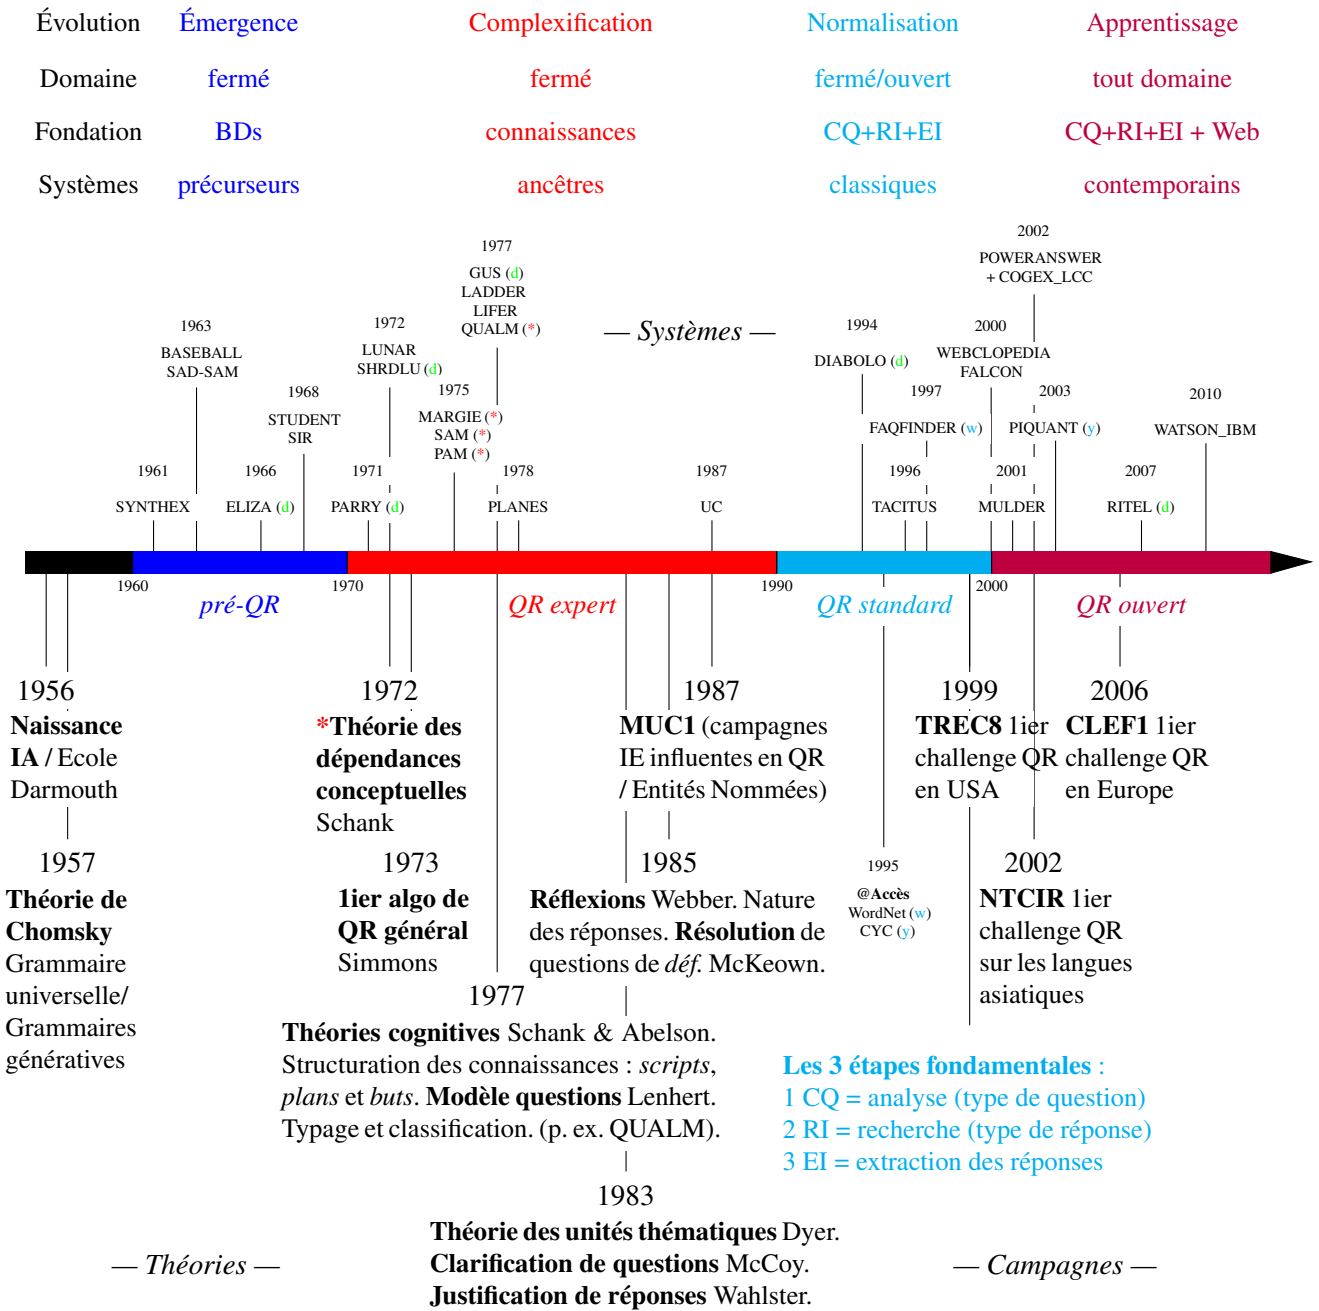 Évolution Émergence Complexification Normalisation Apprentissage
Domaine fermé fermé fermé/ouvert tout domaine
Fondation BDs connaissances CQ+RI+EI CQ+RI+EI + Web
Systèmes précurseurs ancêtres classiques contemporains
2002
POWERANSWER
+ COGEX_LCC
1977
GUS (d)
LADDER
LIFER
QUALM (*)
— Systèmes —
1963
BASEBALL
SAD-SAM
1972
LUNAR
SHRDLU (d)
1994
DIABOLO (d)
2000
WEBCLOPEDIA
FALCON
1968
STUDENT
SIR
1975
MARGIE (*)
SAM (*)
PAM (*)
1997
FAQFINDER (w)
2003
PIQUANT (y)
2010
WATSON_IBM
1961
SYNTHEX
1966
ELIZA (d)
1971
PARRY (d)
1978
PLANES
1987
UC
1996
TACITUS
2001
MULDER
2007
RITEL (d)
1960 1970 1990 2000
pré-QR QR expert QR standard QR ouvert
1956
Naissance
IA / Ecole
Darmouth
1972
*Théorie des
dépendances
conceptuelles
Schank
1987
MUC1 (campagnes
IE influentes en QR
/ Entités Nommées)
1999
TREC8 1ier
challenge QR
en USA
2006
CLEF1 1ier
challenge QR
en Europe
1957
Théorie de
Chomsky
Grammaire
universelle/
Grammaires
génératives
1973
1ier algo de
QR général
Simmons
1985
Réflexions Webber. Nature
des réponses. Résolution de
questions de déf. McKeown.
1995
@Accès
WordNet (w)
CYC (y)
2002
NTCIR 1ier
challenge QR
sur les langues
asiatiques
1977
Théories cognitives Schank & Abelson.
Structuration des connaissances : scripts,
plans et buts. Modèle questions Lenhert.
Typage et classification. (p. ex. QUALM).
Les 3 étapes fondamentales :
1 CQ = analyse (type de question)
2 RI = recherche (type de réponse)
3 EI = extraction des réponses
1983
Théorie des unités thématiques Dyer.
Clarification de questions McCoy.
Justification de réponses Wahlster.
— Théories —
— Campagnes —